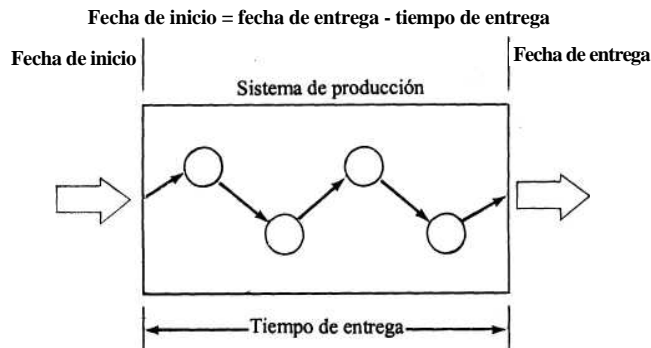 Fecha de inicio = fecha de entrega - tiempo de entrega
Fecha de inicio
Fecha de entrega
Sistema de producción
Tiempo de entrega